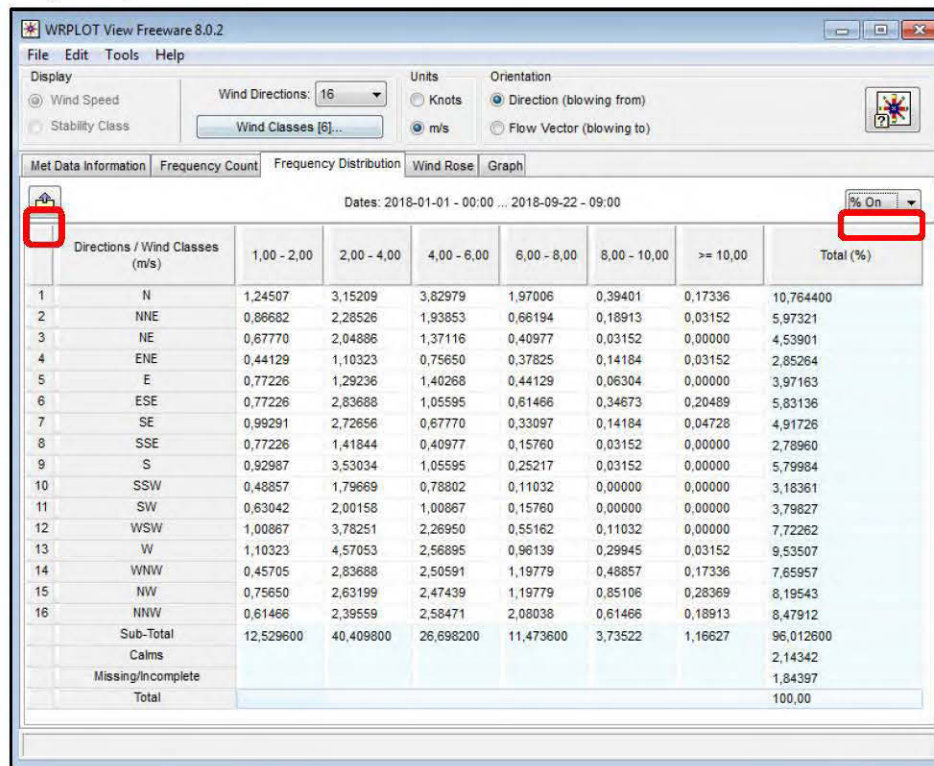 WRPLOT View Freeware 8.0.2
File Edit Tools Help
Display Units Orientation
Wind Speed Wind Directions: 16 Knots Direction (blowing from)
Stability Class Wind Classes [6]... m/s Flow Vector (blowing to)
Met Data Information Frequency Count Frequency Distribution Wind Rose Graph
Dates: 2018-01-01 - 00:00 ... 2018-09-22 - 09:00 % On
Directions / Wind Classes (m/s) 1,00 - 2,00 2,00 - 4,00 4,00 - 6,00 6,00 - 8,00 8,00 - 10,00 >= 10,00 Total (%)
1 N 1,24507 3,15209 3,82979 1,97006 0,39401 0,17336 10,764400
2 NNE 0,86682 2,28526 1,93853 0,66194 0,18913 0,03152 5,97321
3 NE 0,67770 2,04886 1,37116 0,40977 0,03152 0,00000 4,53901
4 ENE 0,44129 1,10323 0,75650 0,37825 0,14184 0,03152 2,85264
5 E 0,77226 1,29236 1,40268 0,44129 0,06304 0,00000 3,97163
6 ESE 0,77226 2,83688 1,05595 0,61466 0,34673 0,20489 5,83136
7 SE 0,99291 2,72656 0,67770 0,33097 0,14184 0,04728 4,91726
8 SSE 0,77226 1,41844 0,40977 0,15760 0,03152 0,00000 2,78960
9 S 0,92987 3,53034 1,05595 0,25217 0,03152 0,00000 5,79984
10 SSW 0,48857 1,79669 0,78802 0,11032 0,00000 0,00000 3,18361
11 SW 0,63042 2,00158 1,00867 0,15760 0,00000 0,00000 3,79827
12 WSW 1,00867 3,78251 2,26950 0,55162 0,11032 0,00000 7,72262
13 W 1,10323 4,57053 2,56895 0,96139 0,29945 0,03152 9,53507
14 WNW 0,45705 2,83688 2,50591 1,19779 0,48857 0,17336 7,65957
15 NW 0,75650 2,63199 2,47439 1,19779 0,85106 0,28369 8,19543
16 NNW 0,61466 2,39559 2,58471 2,08038 0,61466 0,18913 8,47912
Sub-Total 12,529600 40,409800 26,698200 11,473600 3,73522 1,16627 96,012600
Calms 2,14342
Missing/Incomplete 1,84397
Total 100,00